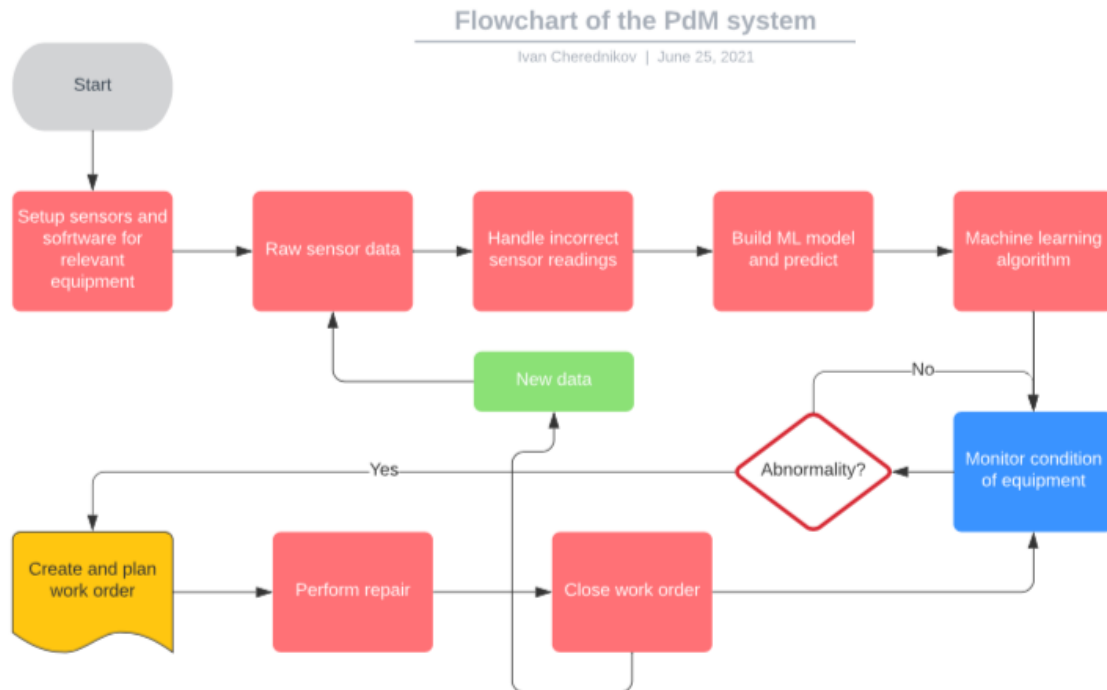 Flowchart of the PdM system
Ivan Cherednikov | June 25, 2021
Start
Setup sensors and
sofrtware for
relevant
equipment
Raw sensor data
Handle incorrect
sensor readings
Build ML model
and predict
Machine learning
algorithm
New data
No
Abnormality?
Monitor condition
of equipment
Yes
Create and plan
work order
Perform repair
Close work order